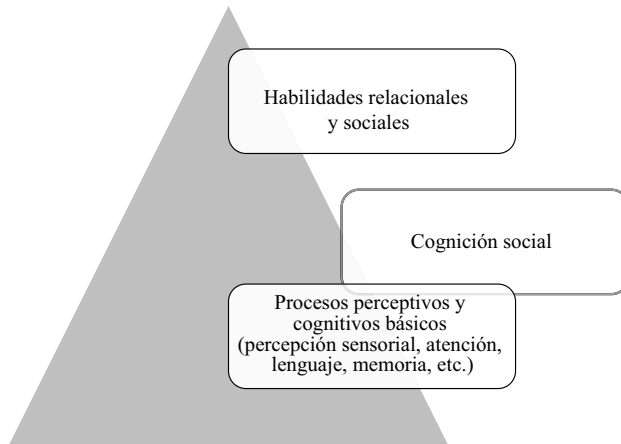 Habilidades relacionales
y sociales
Cognición social
Procesos perceptivos y
cognitivos básicos
(percepción sensorial, atención,
lenguaje, memoria, etc.)